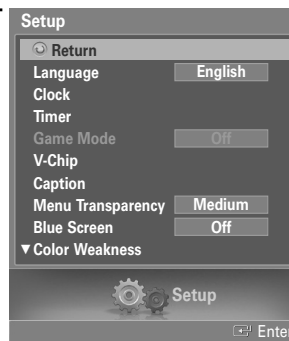 Setup
Return
Language English
Clock
Timer
Game Mode Off
V-Chip
Caption
Menu Transparency Medium
Blue Screen Off
▼ Color Weakness
Setup
Enter